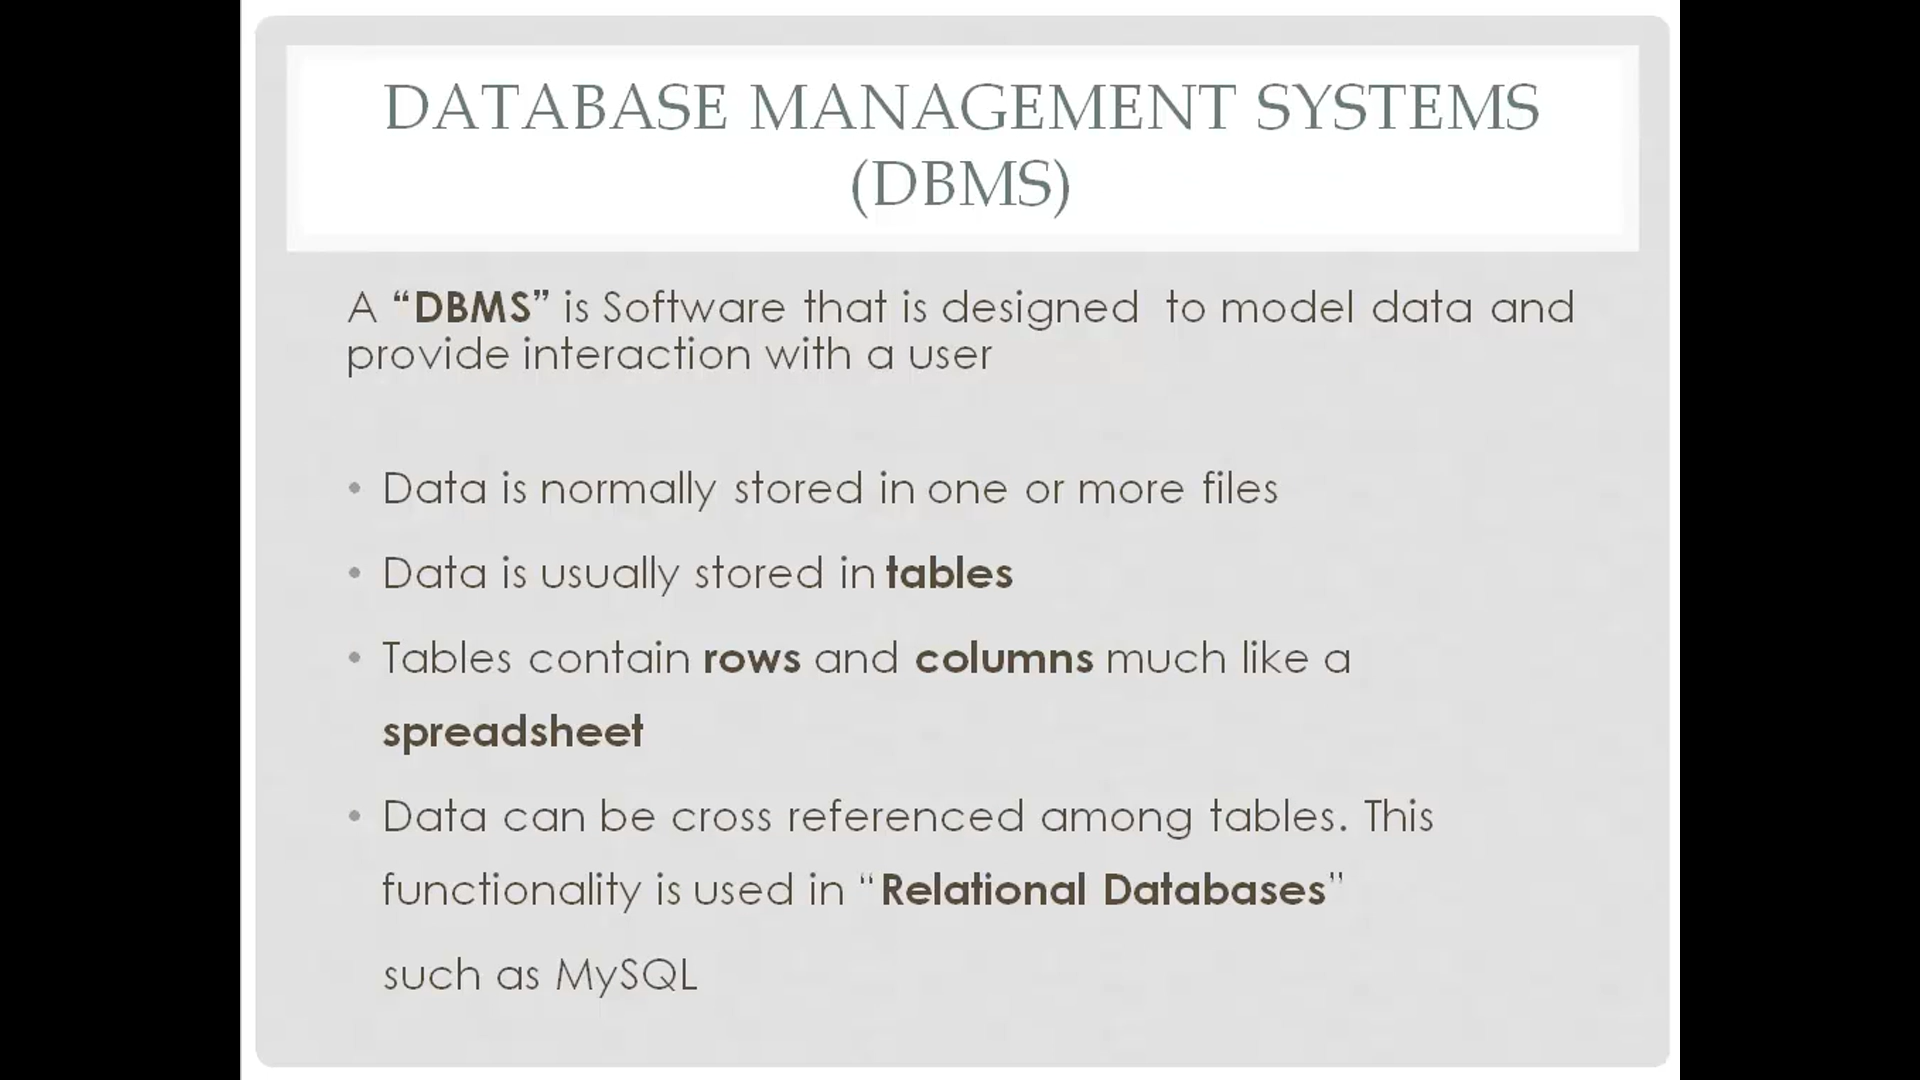 DATABASE MANAGEMENT SYSTEMS
(DBMS)
A “DBMS” is Software that is designed to model data and
provide interaction with a user
• Data is normally stored in one or more files
• Data is usually stored in tables
• Tables contain rows and columns much like a
spreadsheet
• Data can be cross referenced among tables. This
functionality is used in “Relational Databases”
such as MySQL